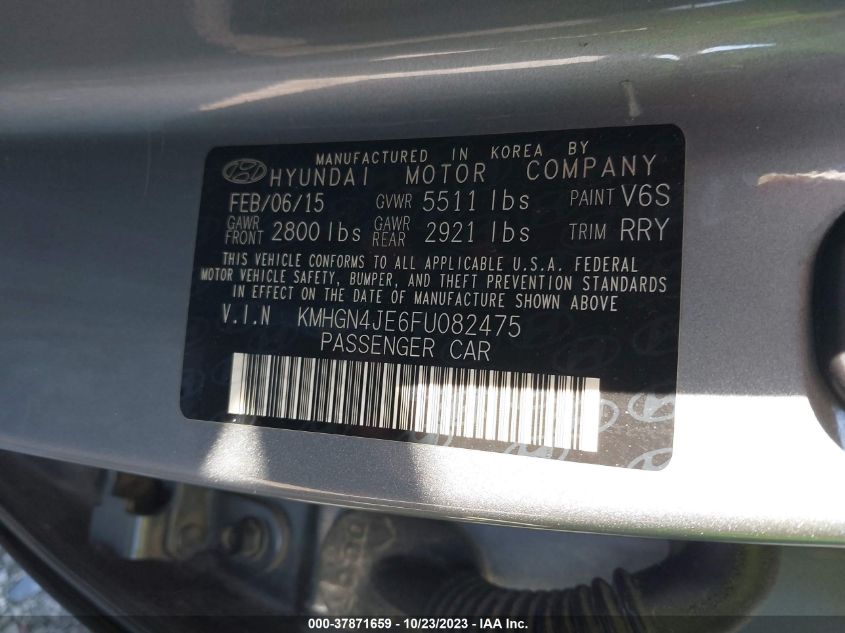 MANUFACTURED IN KOREA BY
HYUNDAI MOTOR COMPANY
FEB/06/15 GVWR 5511 lbs PAINT V6S
GAWR FRONT 2800 lbs GAWR REAR 2921 lbs TRIM RRY
THIS VEHICLE CONFORMS TO ALL APPLICABLE U.S.A. FEDERAL
MOTOR VEHICLE SAFETY, BUMPER, AND THEFT PREVENTION STANDARDS
IN EFFECT ON THE DATE OF MANUFACTURE SHOWN ABOVE
V.I.N KMHGN4JE6FU082475
PASSENGER CAR
000-37871659 - 10/23/2023 - IAA Inc.